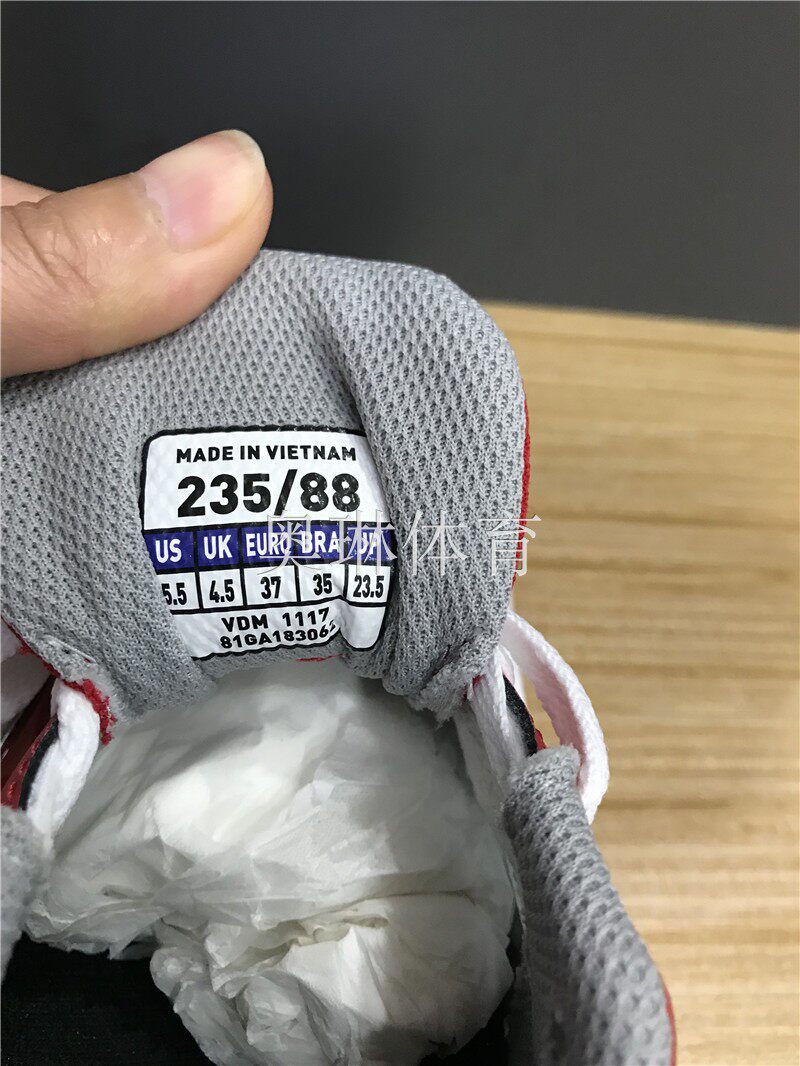 MADE IN VIETNAM
235/88
US UK EURO BRA JP
5.5 4.5 37 35 23.5
VDM 1117
奥琳体育